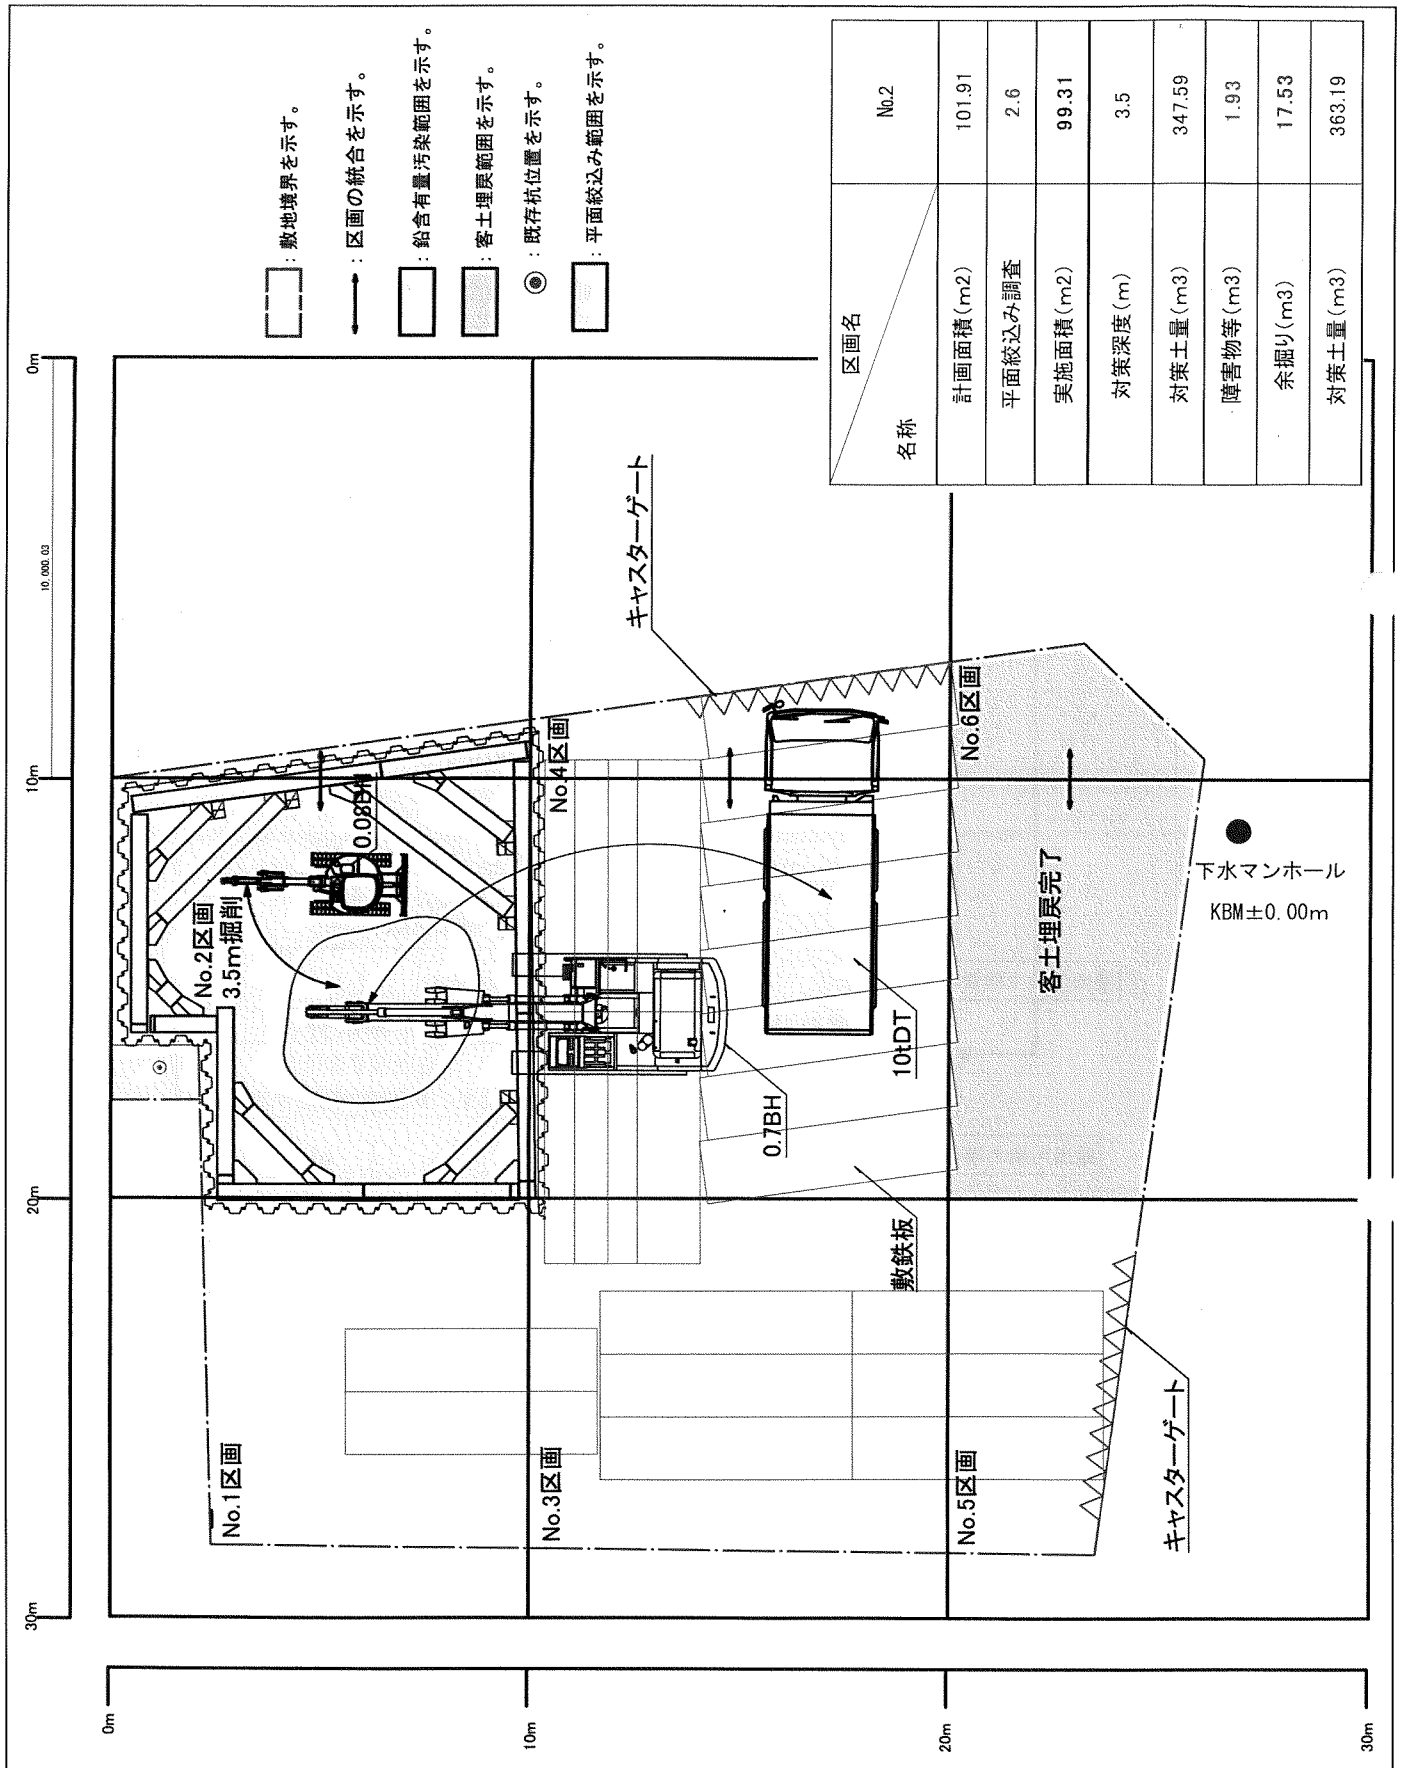 0m
10m
20m
30m
10,000.03
0m
10m
20m
30m
：敷地境界を示す。
：区画の統合を示す。
：鉛含有量汚染範囲を示す。
：客土埋戻範囲を示す。
：既存杭位置を示す。
：平面絞込み範囲を示す。
No.1区画
No.2区画
3.5m掘削
0.08BH
No.3区画
No.4区画
キャスターゲート
0.7BH
10tDT
敷鉄板
No.5区画
No.6区画
客土埋戻完了
キャスターゲート
下水マンホール
KBM±0.00m
名称 区画名 No.2
計画面積(m2) 101.91
平面絞込み調査 2.6
実施面積(m2) 99.31
対策深度(m) 3.5
対策土量(m3) 347.59
障害物等(m3) 1.93
余掘り(m3) 17.53
対策土量(m3) 363.19